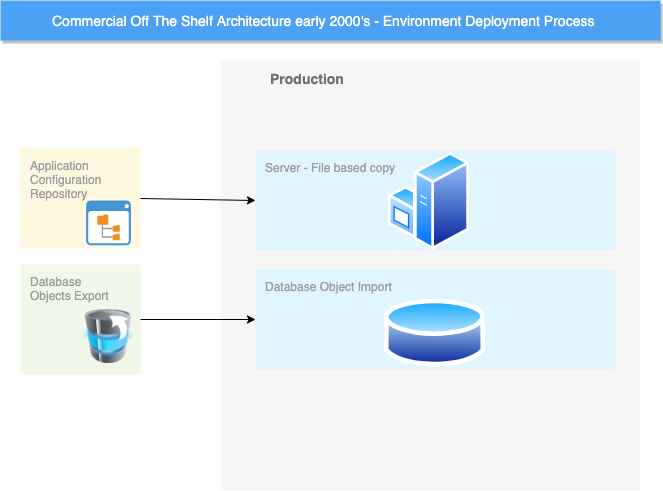 Commercial Off The Shelf Architecture early 2000's - Environment Deployment Process
Production
Application
Configuration
Repository
Server - File based copy
Database
Objects Export
Database Object Import